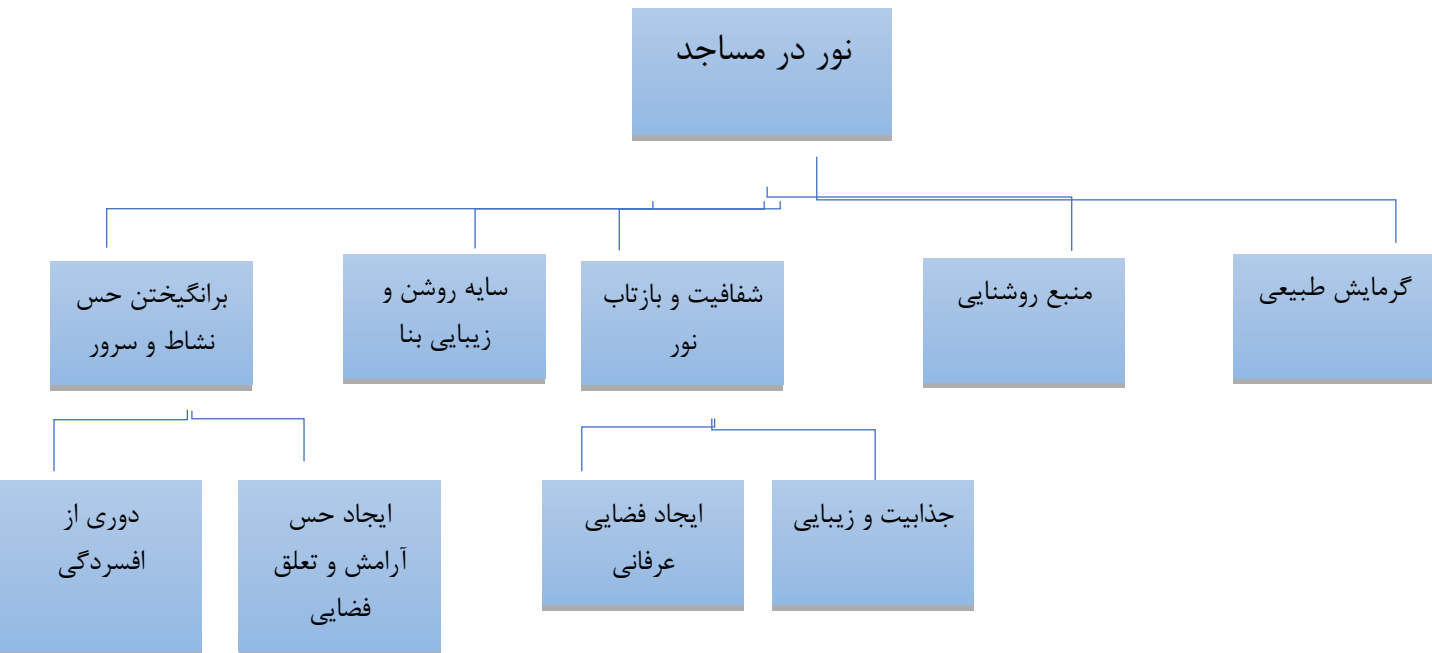 نور در مساجد
گرمایش طبیعی
منبع روشنایی
شفافیت و بازتاب
نور
سایه روشن و
زیبایی بنا
برانگیختن حس
نشاط و سرور
جذابیت و زیبایی
ایجاد فضایی
عرفانی
ایجاد حس
آرامش و تعلق
فضایی
دوری از
افسردگی